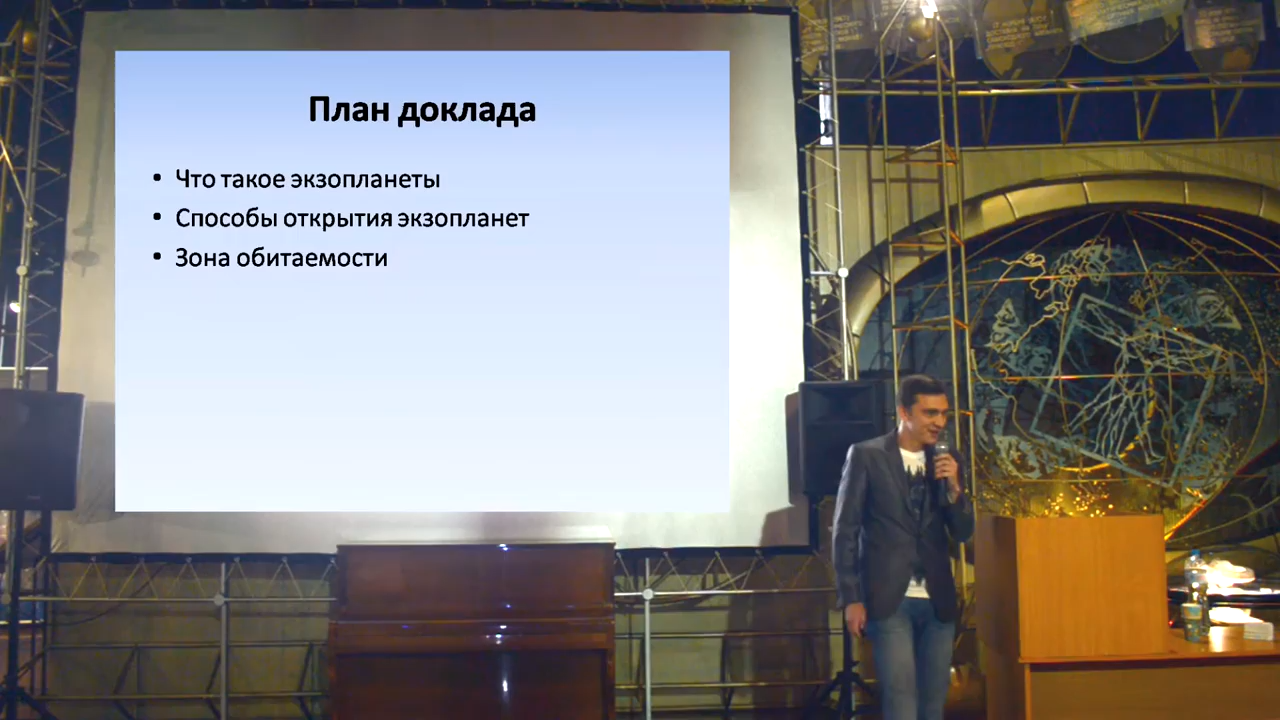 План доклада
• Что такое экзопланеты
• Способы открытия экзопланет
• Зона обитаемости